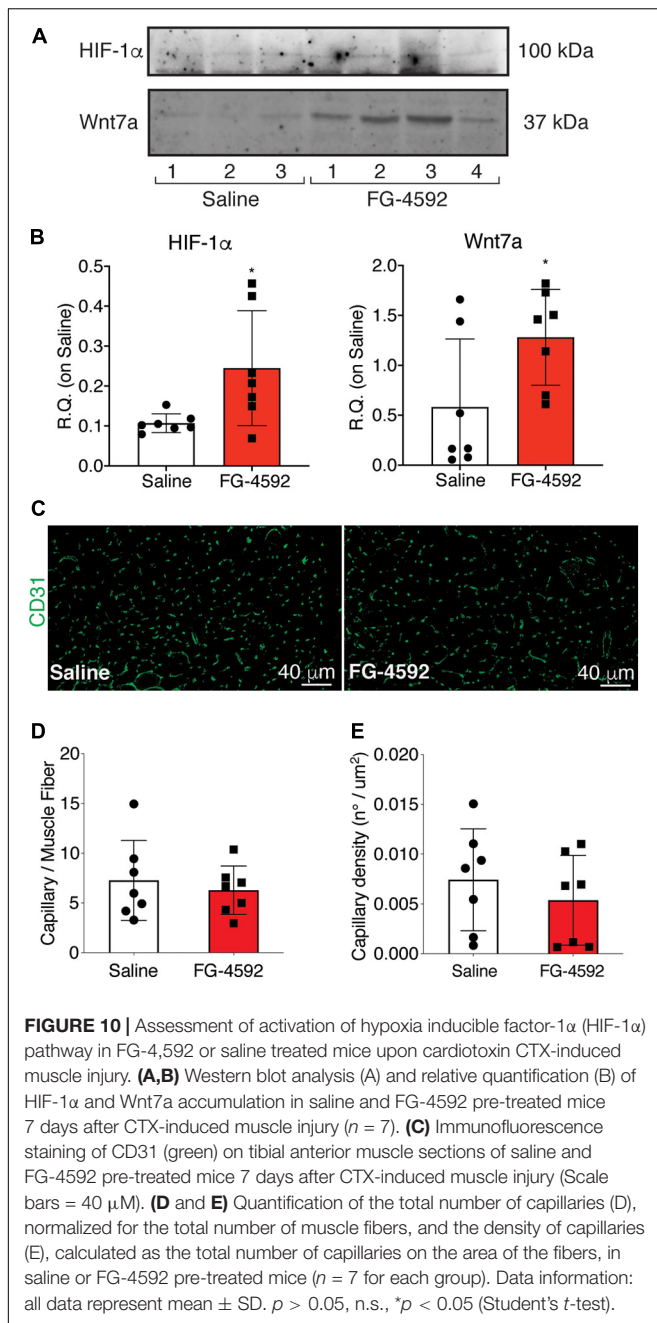 A
HIF-1α 100 kDa
Wnt7a 37 kDa
1 2 3 1 2 3 4
Saline FG-4592
B
HIF-1α
*
0.5
0.4
0.3
0.2
0.1
0.0
R.Q. (on Saline)
Saline FG-4592
Wnt7a
*
2.0
1.5
1.0
0.5
0.0
R.Q. (on Saline)
Saline FG-4592
C
CD31
Saline 40 μm
FG-4592 40 μm
D
20
15
10
5
0
Capillary / Muscle Fiber
Saline FG-4592
E
0.020
0.015
0.010
0.005
0.000
Capillary density (n° / um²)
Saline FG-4592
FIGURE 10 | Assessment of activation of hypoxia inducible factor-1α (HIF-1α)
pathway in FG-4,592 or saline treated mice upon cardiotoxin CTX-induced
muscle injury. (A,B) Western blot analysis (A) and relative quantification (B) of
HIF-1α and Wnt7a accumulation in saline and FG-4592 pre-treated mice
7 days after CTX-induced muscle injury (n = 7). (C) Immunofluorescence
staining of CD31 (green) on tibial anterior muscle sections of saline and
FG-4592 pre-treated mice 7 days after CTX-induced muscle injury (Scale
bars = 40 μM). (D and E) Quantification of the total number of capillaries (D),
normalized for the total number of muscle fibers, and the density of capillaries
(E), calculated as the total number of capillaries on the area of the fibers, in
saline or FG-4592 pre-treated mice (n = 7 for each group). Data information:
all data represent mean ± SD. p > 0.05, n.s., *p < 0.05 (Student's t-test).